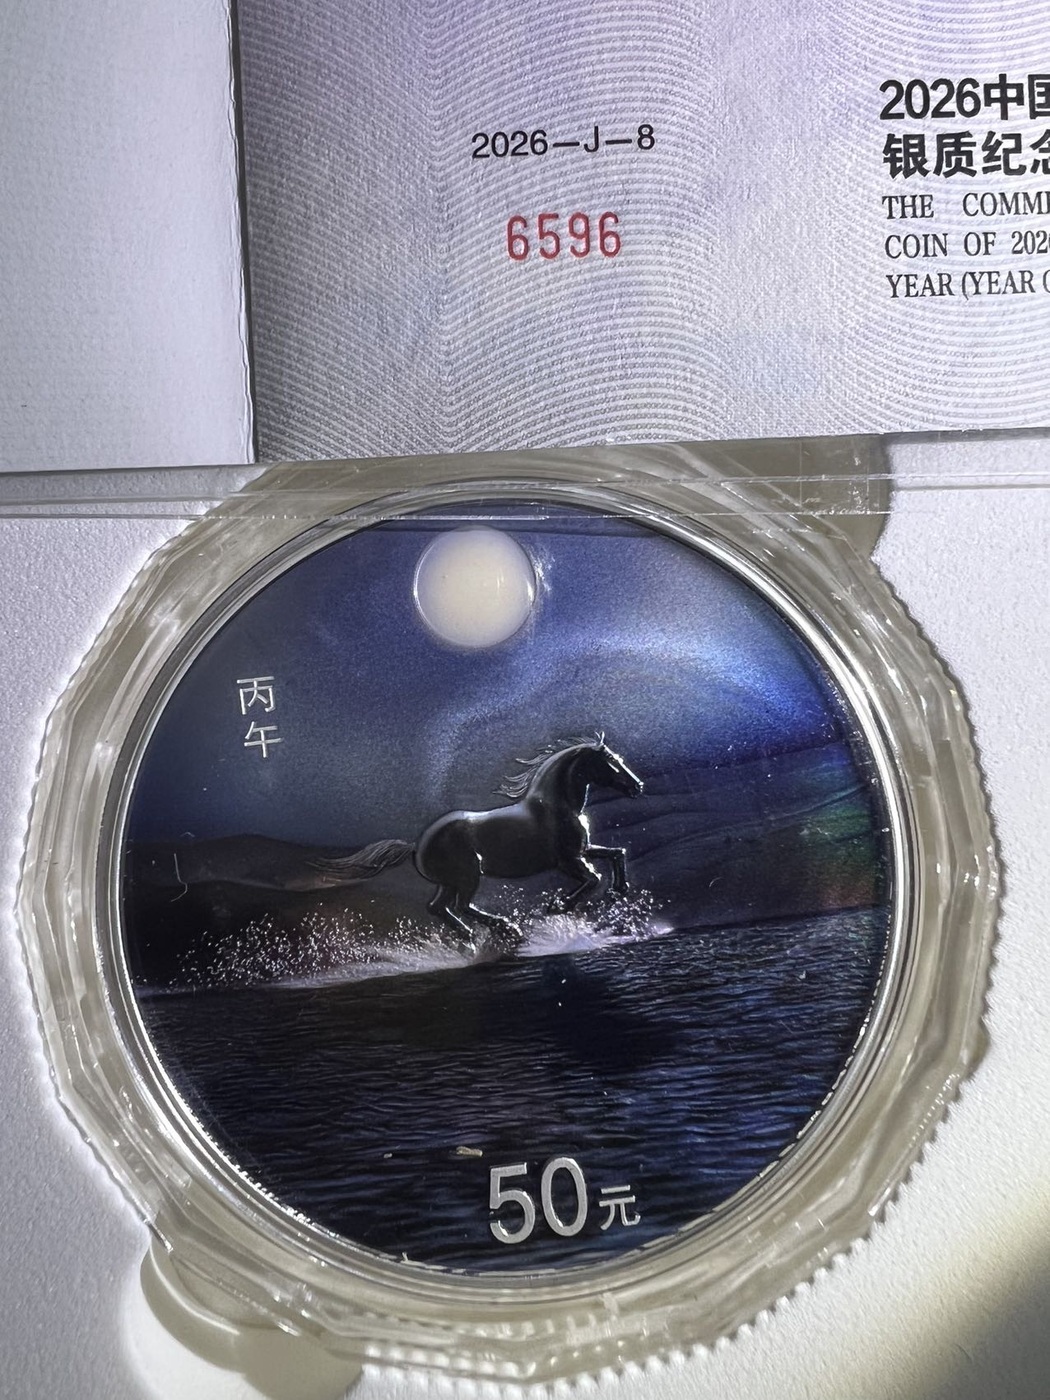 2026—J—8
6596
2026中国
银质纪念
THE COMM
COIN OF 202
YEAR (YEAR
丙午
50元